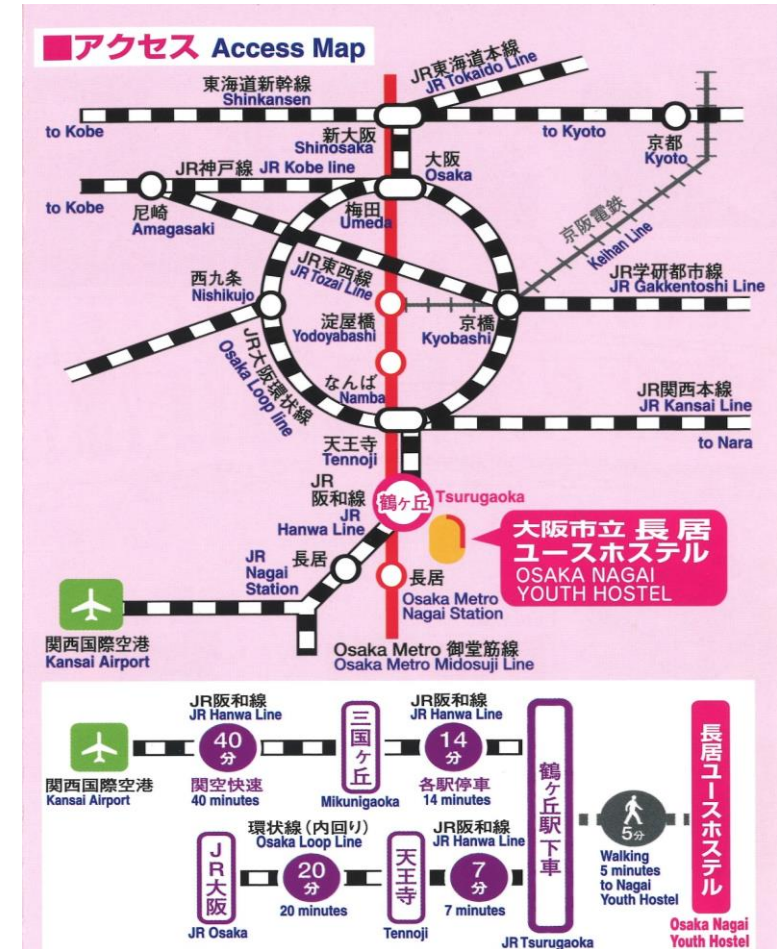 ■アクセス Access Map
JR東海道本線
JR Tokaido Line
東海道新幹線
Shinkansen
to Kobe
新大阪
Shinosaka
to Kyoto
京都
Kyoto
大阪
Osaka
JR神戸線 JR Kobe line
to Kobe
尼崎
Amagasaki
梅田
Umeda
京阪電鉄
Keihan Line
JR東西線
JR Tozai Line
JR学研都市線
JR Gakkentoshi Line
西九条
Nishikujo
淀屋橋
Yodoyabashi
京橋
Kyobashi
JR大阪環状線
Osaka Loop line
なんば
Namba
JR関西本線
JR Kansai Line
to Nara
天王寺
Tennoji
JR
阪和線
JR
Hanwa Line
鶴ヶ丘
Tsurugaoka
大阪市立 長居
ユースホステル
OSAKA NAGAI
YOUTH HOSTEL
JR
Nagai
Station
長居
長居
Osaka Metro
Nagai Station
関西国際空港
Kansai Airport
Osaka Metro 御堂筋線
Osaka Metro Midosuji Line
関西国際空港
Kansai Airport
JR阪和線
JR Hanwa Line
40
分
関空快速
40 minutes
三国ヶ丘
Mikunigaoka
JR阪和線
JR Hanwa Line
14
分
各駅停車
14 minutes
鶴ヶ丘駅下車
JR Tsurugaoka
5分
Walking
5 minutes
to Nagai
Youth Hostel
長居ユースホステル
Osaka Nagai
Youth Hostel
JR大阪
JR Osaka
環状線(内回り)
Osaka Loop Line
20
分
20 minutes
天王寺
Tennoji
JR阪和線
JR Hanwa Line
7
分
7 minutes